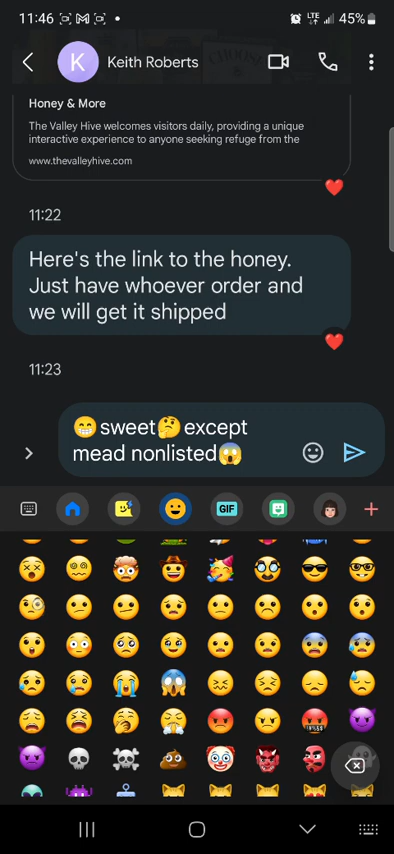 11:46
LTE
45%
Keith Roberts
Honey & More
The Valley Hive welcomes visitors daily, providing a unique
interactive experience to anyone seeking refuge from the
www.thevalleyhive.com
11:22
Here's the link to the honey.
Just have whoever order and
we will get it shipped
11:23
😁sweet🤔except
mead nonlisted😱
GIF